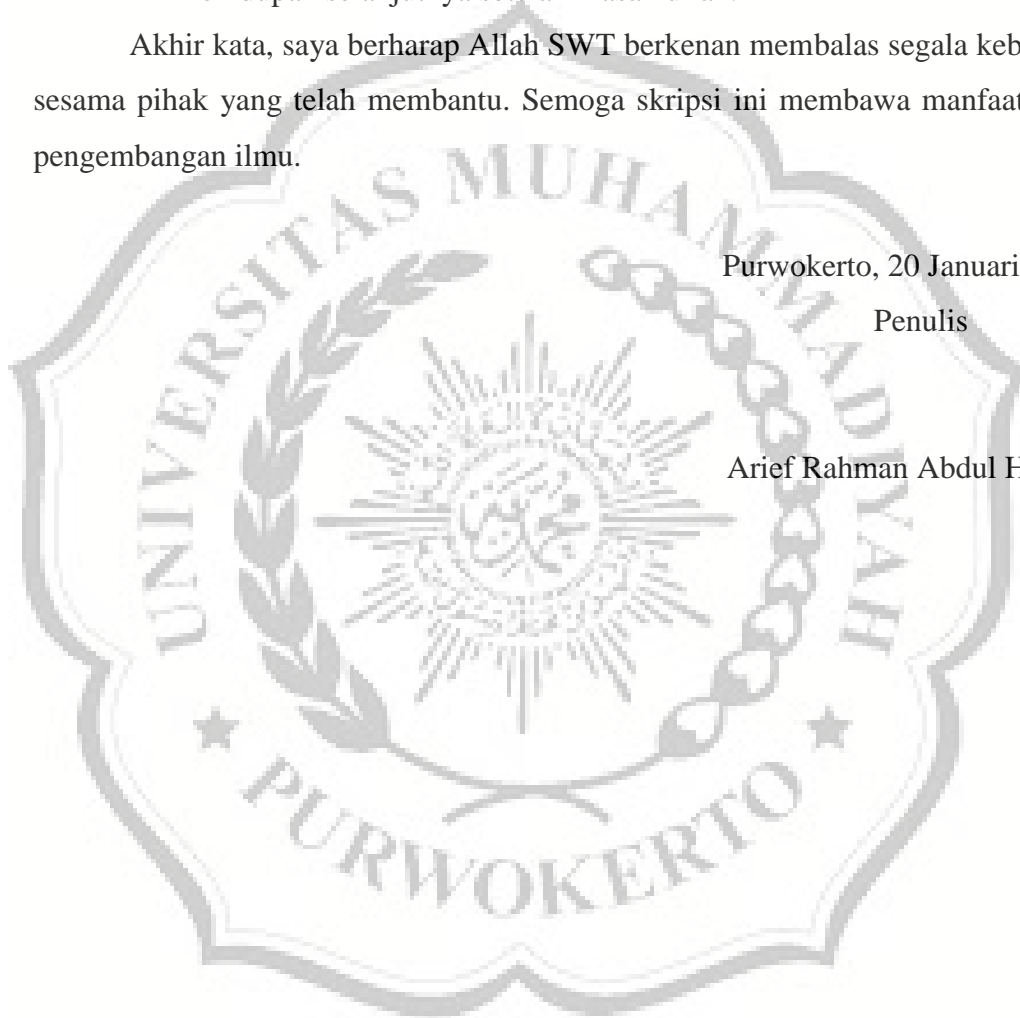 Akhir kata, saya berharap Allah SWT berkenan membalas segala
sesama pihak yang telah membantu. Semoga skripsi ini membawa manfaat
pengembangan ilmu.
Purwokerto, 20 Januari
Penulis
Arief Rahman Abdul H
UNIVERSITAS MUHAMMADIYAH
PURWOKERTO